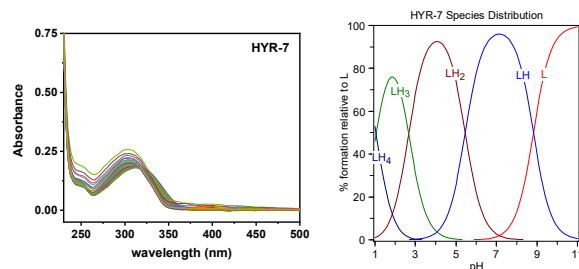 HYR-7
0.75
0.50
0.25
0.00
Absorbance
250 300 350 400 450 500
wavelength (nm)
HYR-7 Species Distribution
100
80
60
40
20
0
% formation relative to L
LH4
LH3
LH2
LH
L
1 3 5 7 9 11
pH